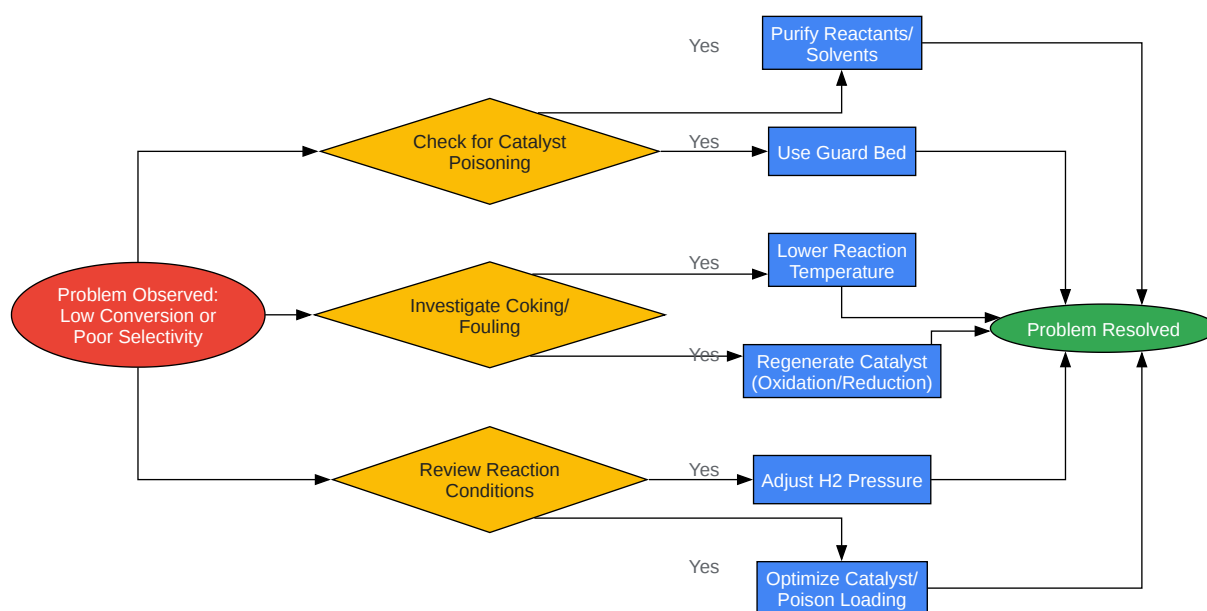 Yes
Purify Reactants/
Solvents
Check for Catalyst
Poisoning
Yes
Use Guard Bed
Yes
Lower Reaction
Temperature
Problem Observed:
Low Conversion or
Poor Selectivity
Investigate Coking/
Fouling
Problem Resolved
Yes
Regenerate Catalyst
(Oxidation/Reduction)
Review Reaction
Conditions
Yes
Adjust H2 Pressure
Yes
Optimize Catalyst/
Poison Loading